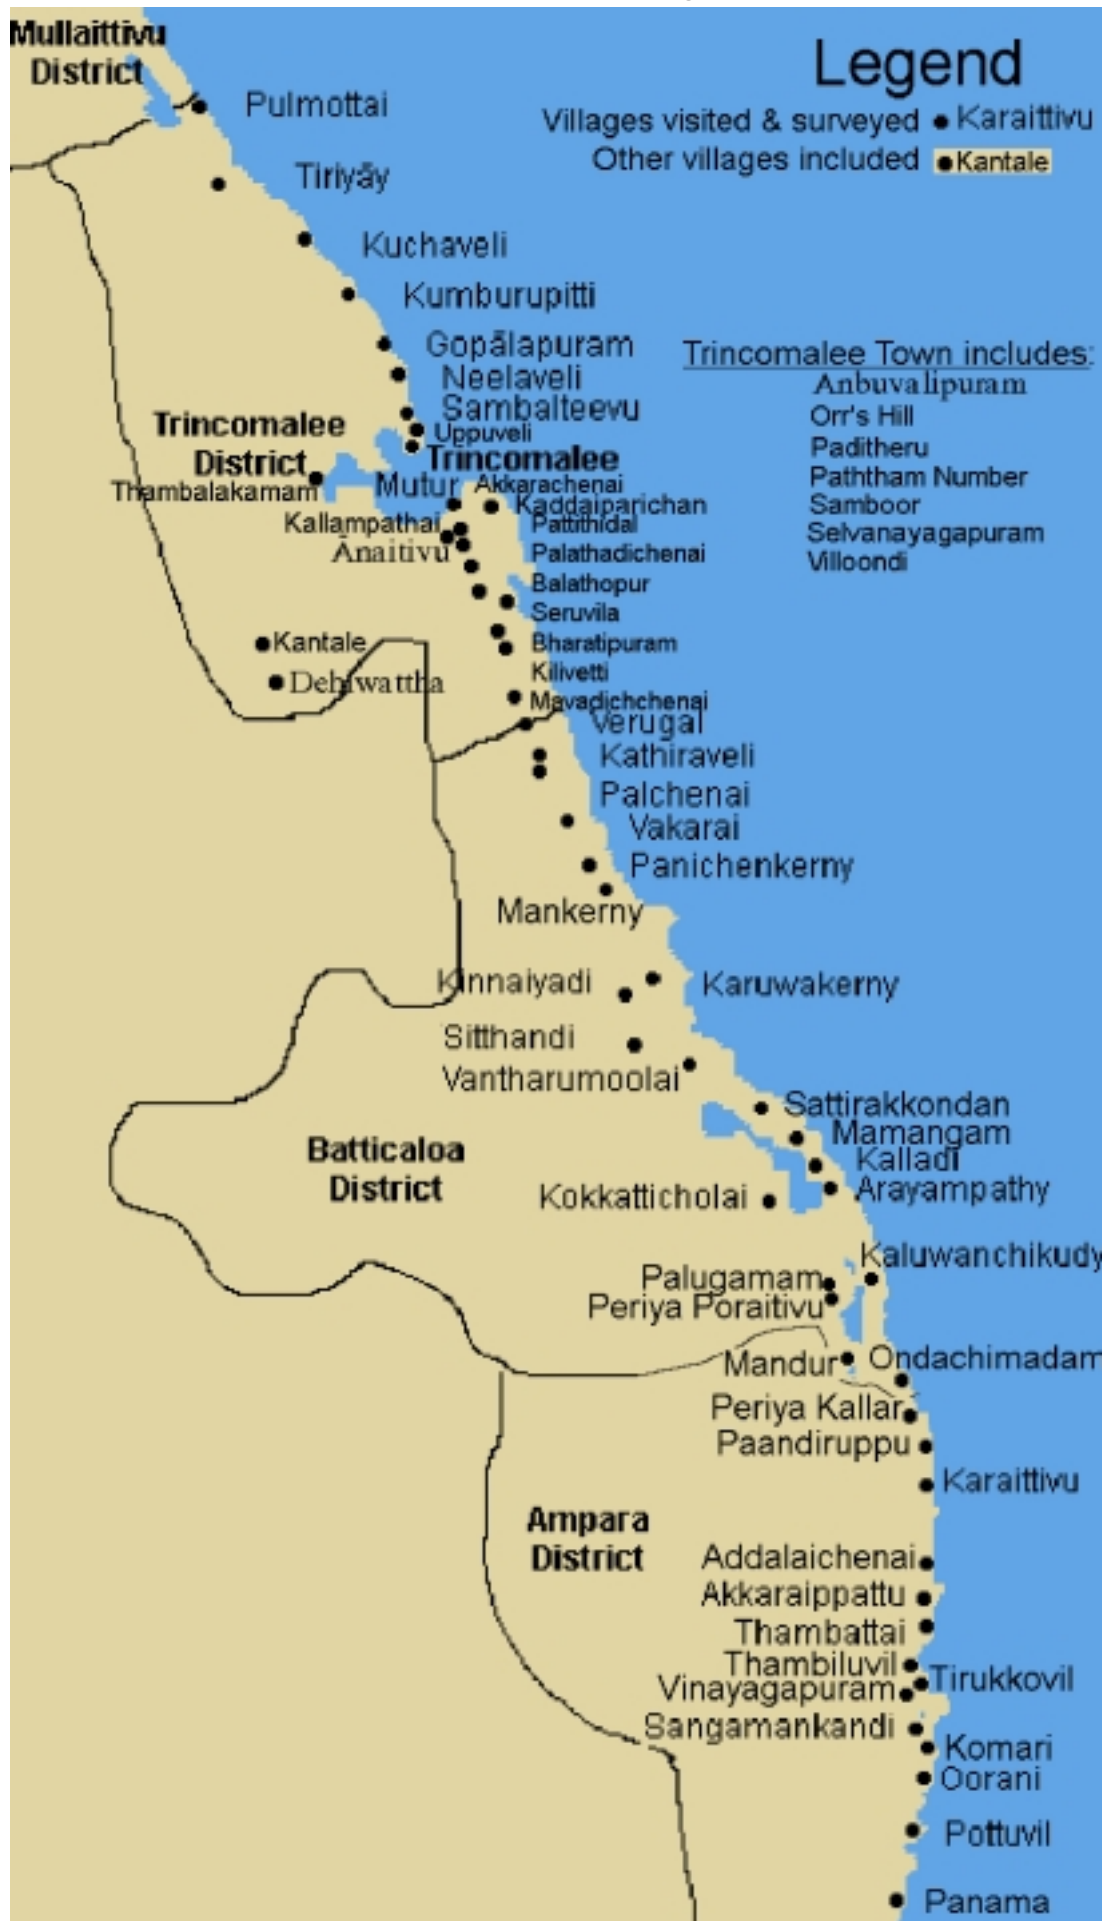 Mullaittivu
District
Legend
Villages visited & surveyed ● Karaittivu
Other villages included ● Kantale
Pulmottai
Tiriyāy
Kuchaveli
Kumburupitti
Gopālapuram
Neelaveli
Sambalteevu
Uppuveli
Trincomalee
Trincomalee
District
Thambalakamam
Trincomalee Town includes:
Anbuvalipuram
Orr's Hill
Paditheru
Paththam Number
Samboor
Selvanayagapuram
Villoondi
Mutur
Akkarachenai
Kaddaiparichan
Kallampathai
Pattithidal
Ānaitivu
Palathadichenai
Balathopur
Seruvila
Kantale
Bharatipuram
Kilivetti
Dehiwattha
Mavadichchenai
Verugal
Kathiraveli
Palchenai
Vakarai
Panichenkerny
Mankerny
Kinnaiyadi
Karuwakerny
Sitthandi
Vantharumoolai
Sattirakkondan
Mamangam
Batticaloa
District
Kalladi
Arayampathy
Kokkatticholai
Kaluwanchikudy
Palugamam
Periya Poraitivu
Mandur
Ondachimadam
Periya Kallar
Paandiruppu
Karaittivu
Ampara
District
Addalaichenai
Akkaraippattu
Thambattai
Thambiluvil
Tirukkovil
Vinayagapuram
Sangamankandi
Komari
Oorani
Pottuvil
Panama